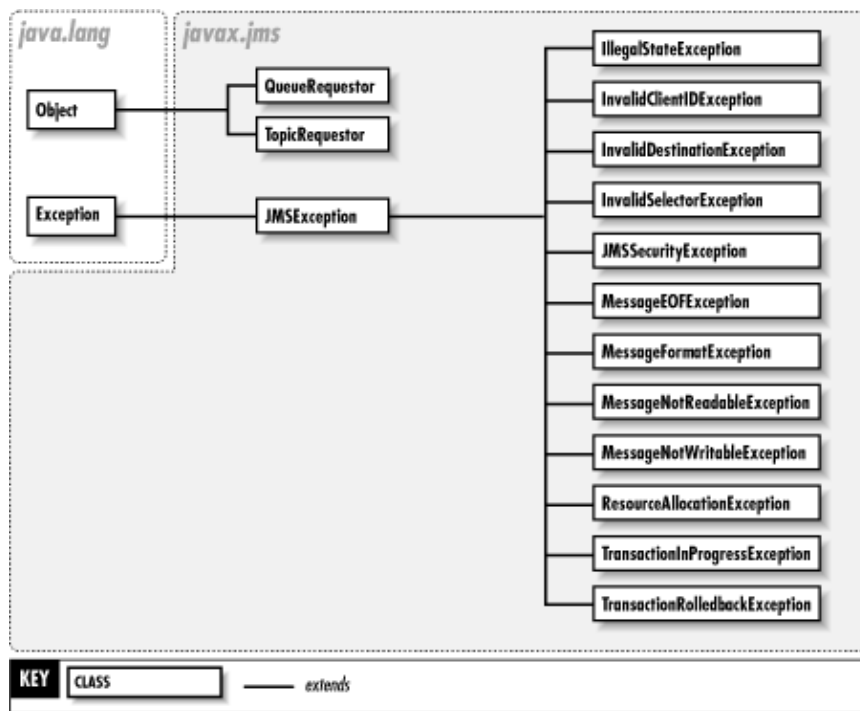 java.lang
javax.jms
Object
Exception
QueueRequestor
TopicRequestor
JMSException
IllegalStateException
InvalidClientIDException
InvalidDestinationException
InvalidSelectorException
JMSSecurityException
MessageEOFException
MessageFormatException
MessageNotReadableException
MessageNotWritableException
ResourceAllocationException
TransactionInProgressException
TransactionRolledbackException
KEY
CLASS
extends